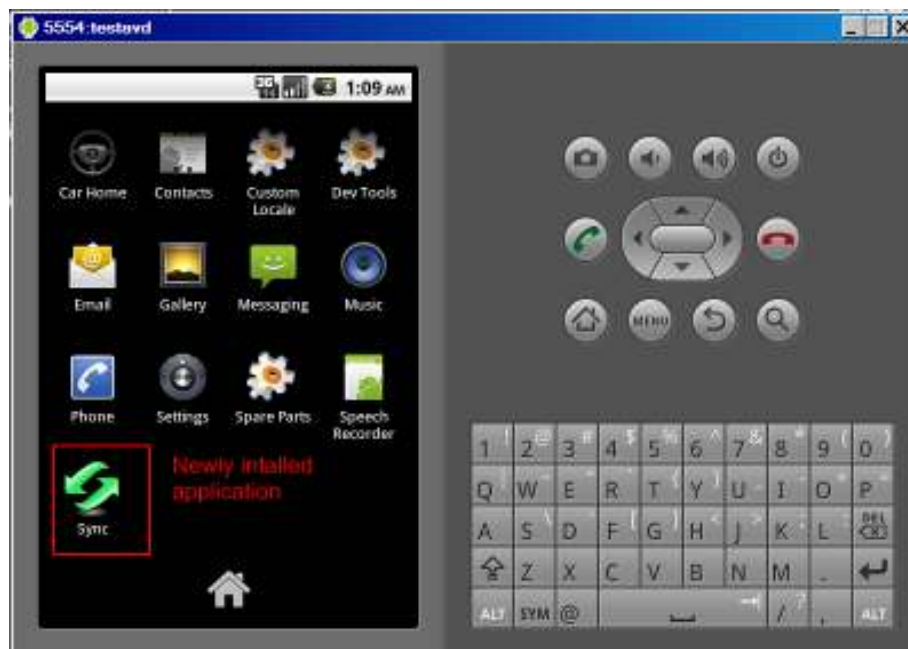 5554:testavd
3G 1:09 AM
Car Home Contacts Custom Locale Dev Tools
Email Gallery Messaging Music
Phone Settings Spare Parts Speech Recorder
Newly intalled
application
Sync
MENU
1 ! 2 @ 3 # 4 $ 5 % 6 ^ 7 & 8 * 9 ( 0 )
Q W E R T Y U I O P
A S D F G H J K L DEL
Z X C V B N M .
ALT SYM @ / ? , ALT